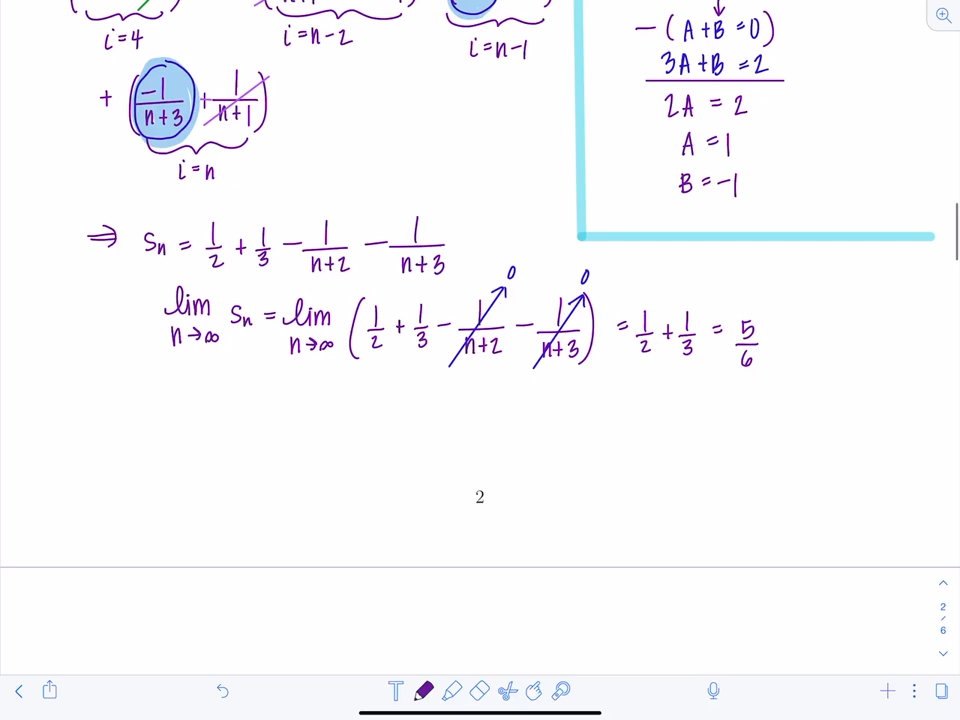 i=4
i=n-2
i=n-1
+ (-1/(n+3) + 1/(n+1))
i=n
⇒ Sn = 1/2 + 1/3 - 1/(n+2) - 1/(n+3)
0 0
lim n→∞ Sn = lim n→∞ (1/2 + 1/3 - 1/(n+2) - 1/(n+3)) = 1/2 + 1/3 = 5/6
-(A+B=0)
3A+B=2
2A=2
A=1
B=-1
2
2
/
6
T